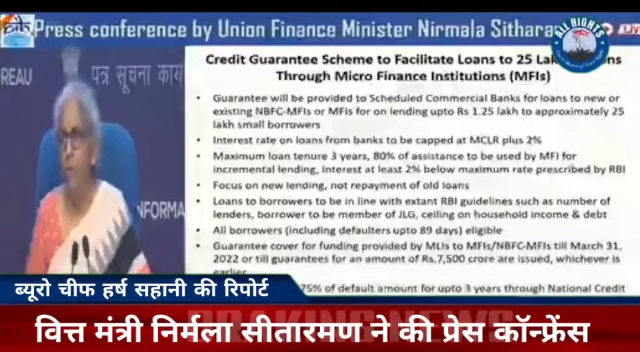 Press conference by Union Finance Minister Nirmala Sithara
ALL RIGHTS
Credit Guarantee Scheme to Facilitate Loans to 25
Through Micro Finance Institutions (MFIs)
REAU
पत्र सूचना कार्य
NFORMA
Guarantee will be provided to Scheduled Commercial Banks for loans to new or
existing NBFC-MFIs or MFIs for on lending upto Rs 1.25 lakh to approximately 25
lakh small borrowers
Interest rate on loans from banks to be capped at MCLR plus 2%
Maximum loan tenure 3 years, 80% of assistance to be used by MFI for
incremental lending, interest at least 2% below maximum rate prescribed by RBI
Focus on new lending, not repayment of old loans
Loans to borrowers to be in line with extant RBI guidelines such as number of
lenders, borrower to be member of JLG, ceiling on household income & debt
All borrowers (including defaulters upto 89 days) eligible
Guarantee cover for funding provided by MLIs to MFIs/NBFC-MFIs till March 31,
2022 or till guarantees for an amount of Rs.7,500 crore are issued, whichever is
earlier
75% of default amount for upto 3 years through National Credit
ब्यूरो चीफ हर्ष सहानी की रिपोर्ट
वित्त मंत्री निर्मला सीतारमण ने की प्रेस कॉन्फ्रेंस